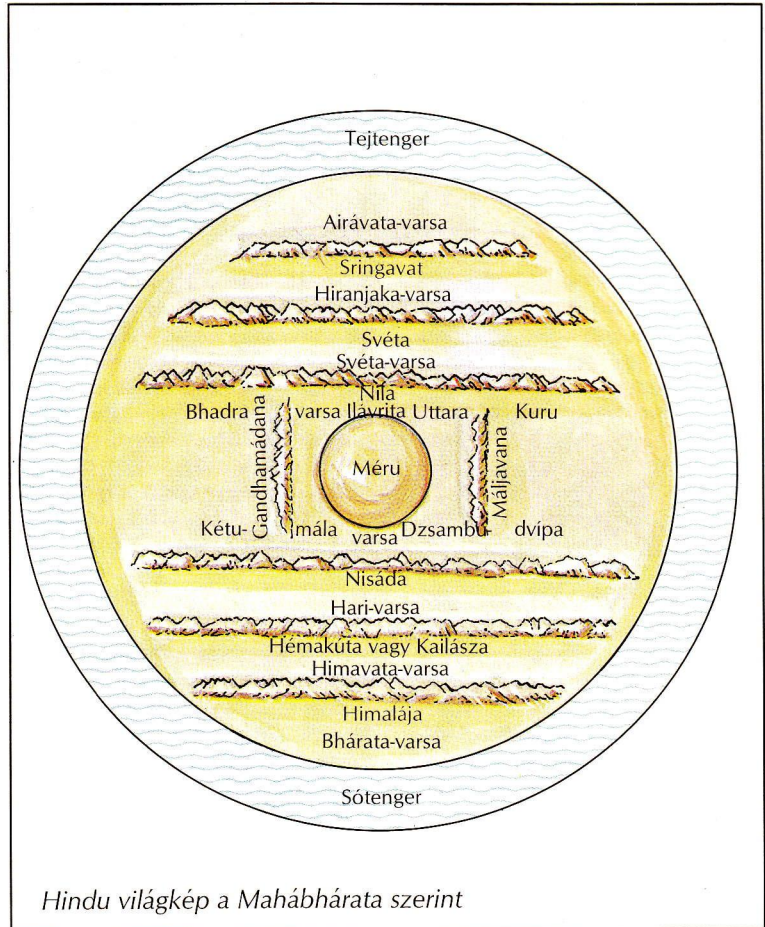 Tejtenger
Airávata-varsa
Sringavat
Hiranjaka-varsa
Svéta
Svéta-varsa
Níla
Bhadra varsa Ilávrita Uttara Kuru
Gandhamádana
Méru
Máljavana
Kétu- mála varsa Dzsambu- dvípa
Nisáda
Hari-varsa
Hémakúta vagy Kailásza
Himavata-varsa
Himalája
Bhárata-varsa
Sótenger
Hindu világkép a Mahábhárata szerint